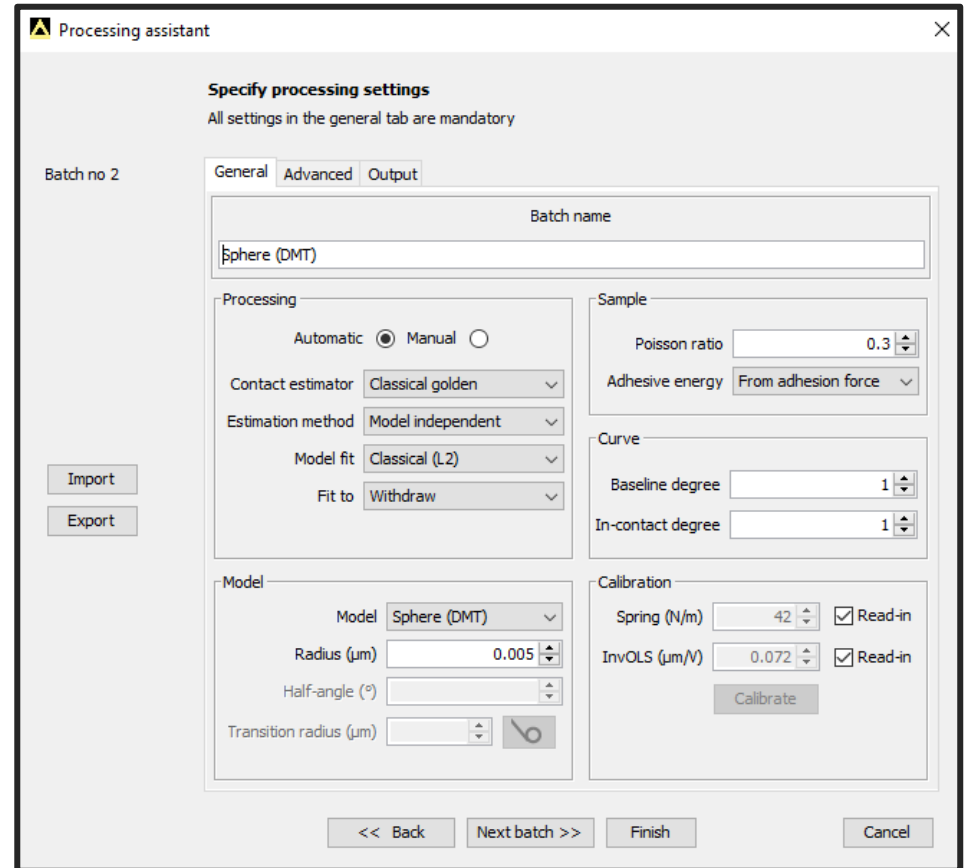 Processing assistant
Specify processing settings
All settings in the general tab are mandatory
Batch no 2
General Advanced Output
Batch name
Sphere (DMT)
Processing
Automatic Manual
Contact estimator Classical golden
Estimation method Model independent
Model fit Classical (L2)
Fit to Withdraw
Sample
Poisson ratio 0.3
Adhesive energy From adhesion force
Curve
Baseline degree 1
In-contact degree 1
Import
Export
Model
Model Sphere (DMT)
Radius (µm) 0.005
Half-angle (°)
Transition radius (µm)
Calibration
Spring (N/m) 42 Read-in
InvOLS (µm/V) 0.072 Read-in
Calibrate
<< Back Next batch >> Finish Cancel